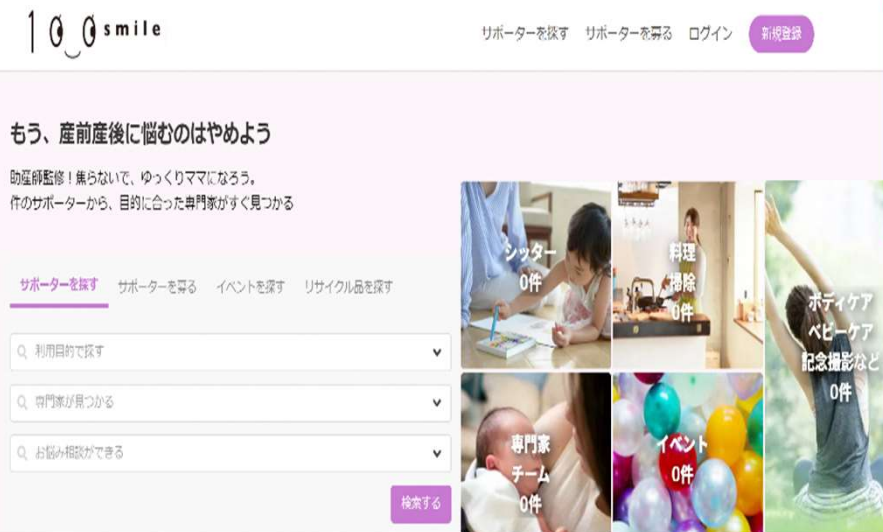 100smile
サポーターを探す サポーターを募る ログイン 新規登録
もう、産前産後に悩むのはやめよう
助産師監修！焦らないで、ゆっくりママになろう。
件のサポーターから、目的に合った専門家がすぐ見つかる
サポーターを探す サポーターを募る イベントを探す リサイクル品を探す
利用目的で探す
専門家が見つかる
お悩み相談ができる
検索する
シッター
0件
料理
掃除
0件
ボディケア
ベビーケア
記念撮影など
0件
専門家
チーム
0件
イベント
0件